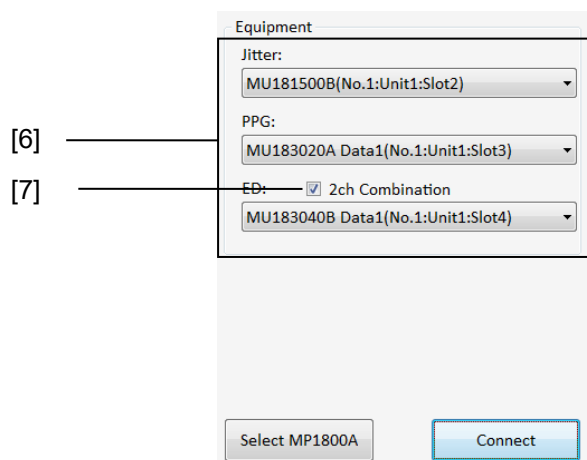 Equipment
Jitter:
MU181500B(No.1:Unit1:Slot2)
[6]
PPG:
MU183020A Data1(No.1:Unit1:Slot3)
[7]
ED: 2ch Combination
MU183040B Data1(No.1:Unit1:Slot4)
Select MP1800A Connect